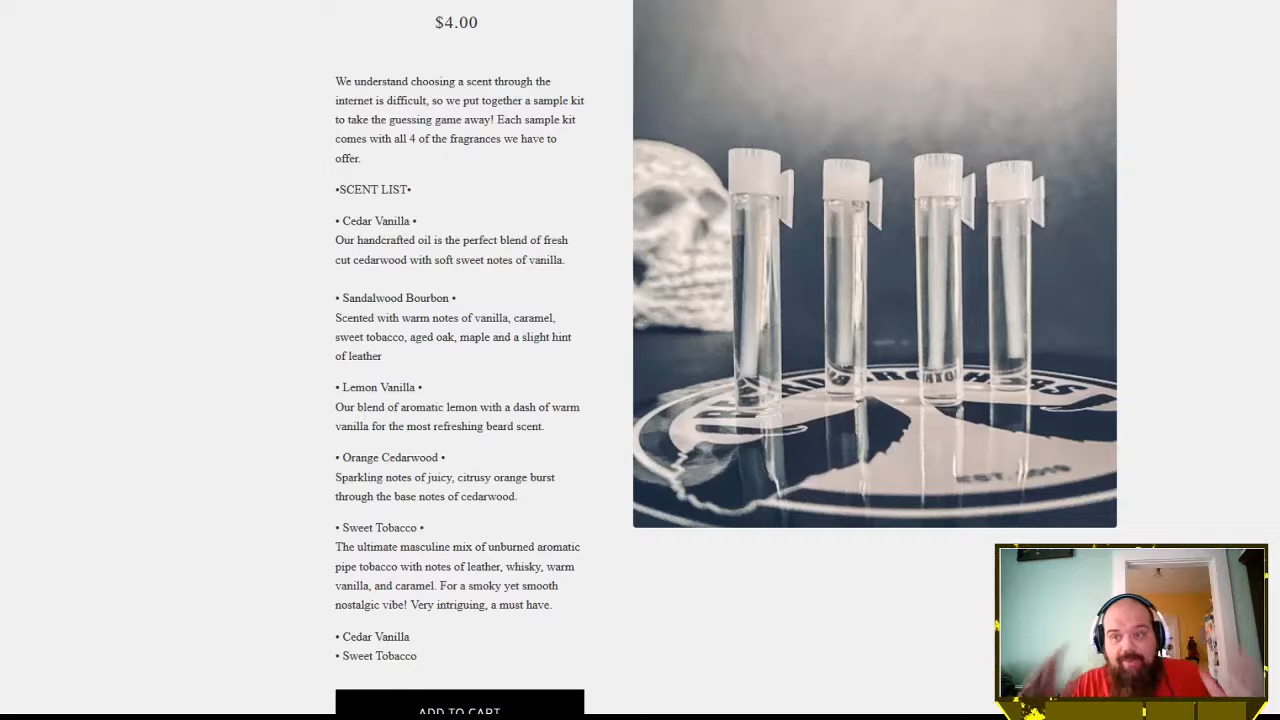 $4.00
We understand choosing a scent through the
internet is difficult, so we put together a sample kit
to take the guessing game away! Each sample kit
comes with all 4 of the fragrances we have to
offer.
•SCENT LIST•
• Cedar Vanilla •
Our handcrafted oil is the perfect blend of fresh
cut cedarwood with soft sweet notes of vanilla.
• Sandalwood Bourbon •
Scented with warm notes of vanilla, caramel,
sweet tobacco, aged oak, maple and a slight hint
of leather
• Lemon Vanilla •
Our blend of aromatic lemon with a dash of warm
vanilla for the most refreshing beard scent.
• Orange Cedarwood •
Sparkling notes of juicy, citrusy orange burst
through the base notes of cedarwood.
• Sweet Tobacco •
The ultimate masculine mix of unburned aromatic
pipe tobacco with notes of leather, whisky, warm
vanilla, and caramel. For a smoky yet smooth
nostalgic vibe! Very intriguing, a must have.
• Cedar Vanilla
• Sweet Tobacco
ADD TO CART
EST.